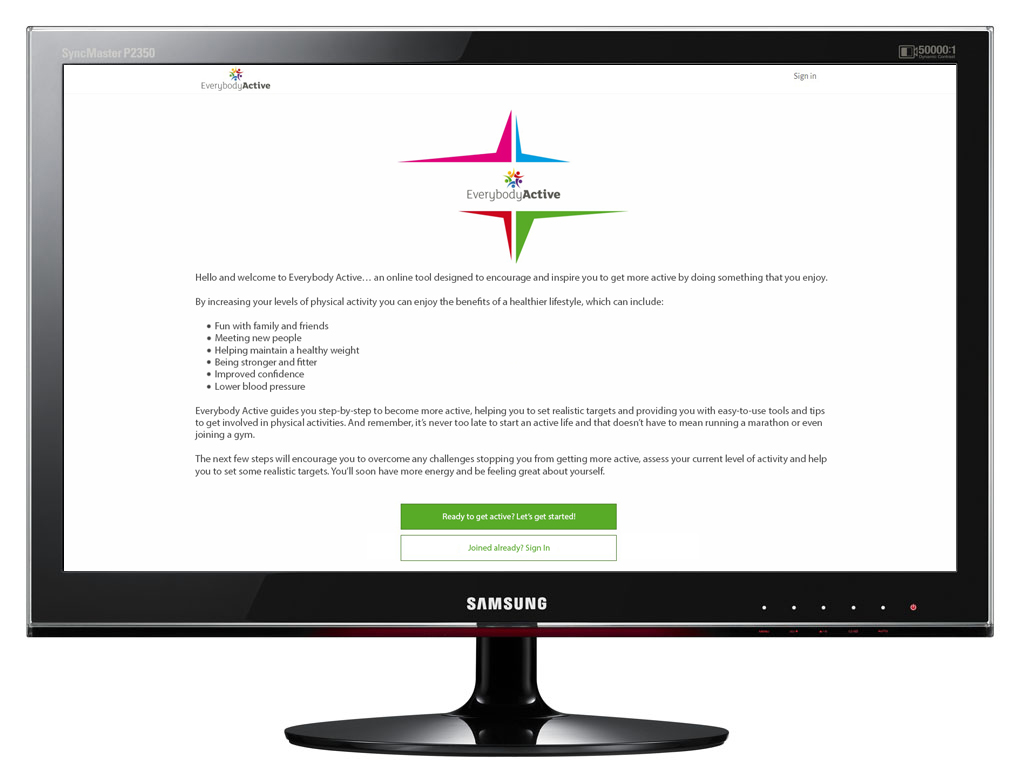 SyncMaster P2350
50000:1
Dynamic Contrast
EverybodyActive
Sign in
EverybodyActive
Hello and welcome to Everybody Active… an online tool designed to encourage and inspire you to get more active by doing something that you enjoy.
By increasing your levels of physical activity you can enjoy the benefits of a healthier lifestyle, which can include:
• Fun with family and friends
• Meeting new people
• Helping maintain a healthy weight
• Being stronger and fitter
• Improved confidence
• Lower blood pressure
Everybody Active guides you step-by-step to become more active, helping you to set realistic targets and providing you with easy-to-use tools and tips
to get involved in physical activities. And remember, it's never too late to start an active life and that doesn't have to mean running a marathon or even
joining a gym.
The next few steps will encourage you to overcome any challenges stopping you from getting more active, assess your current level of activity and help
you to set some realistic targets. You'll soon have more energy and be feeling great about yourself.
Ready to get active? Let's get started!
Joined already? Sign In
SAMSUNG